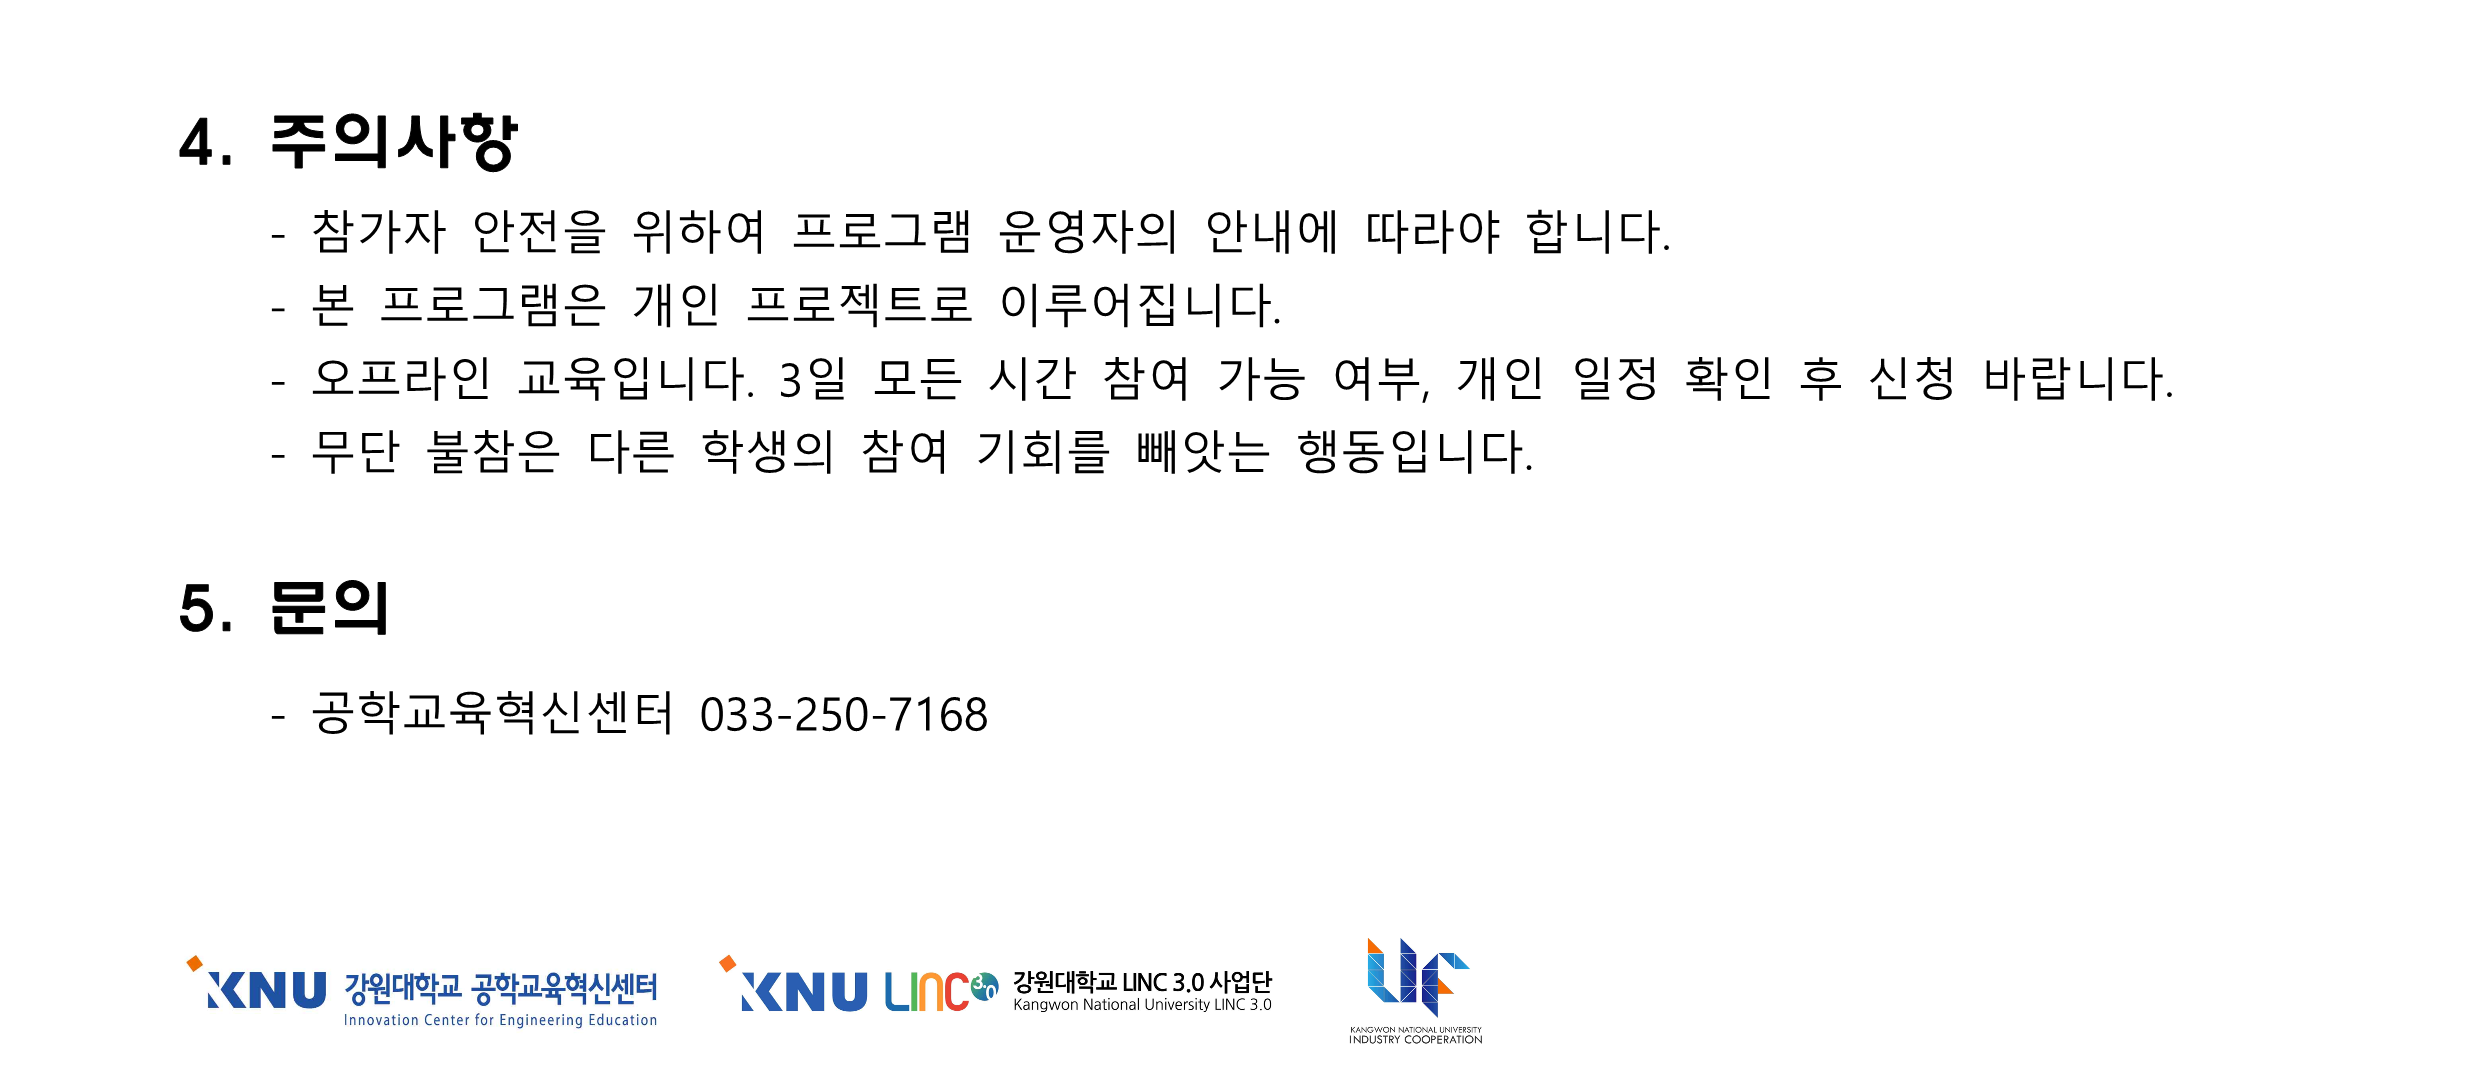 4. 주의사항
- 참가자 안전을 위하여 프로그램 운영자의 안내에 따라야 합니다.
- 본 프로그램은 개인 프로젝트로 이루어집니다.
- 오프라인 교육입니다. 3일 모든 시간 참여 가능 여부, 개인 일정 확인 후 신청 바랍니다.
- 무단 불참은 다른 학생의 참여 기회를 빼앗는 행동입니다.
5. 문의
- 공학교육혁신센터 033-250-7168
KNU 강원대학교 공학교육혁신센터
Innovation Center for Engineering Education
KNU LINC 3.0 강원대학교 LINC 3.0 사업단
Kangwon National University LINC 3.0
KANGWON NATIONAL UNIVERSITY
INDUSTRY COOPERATION